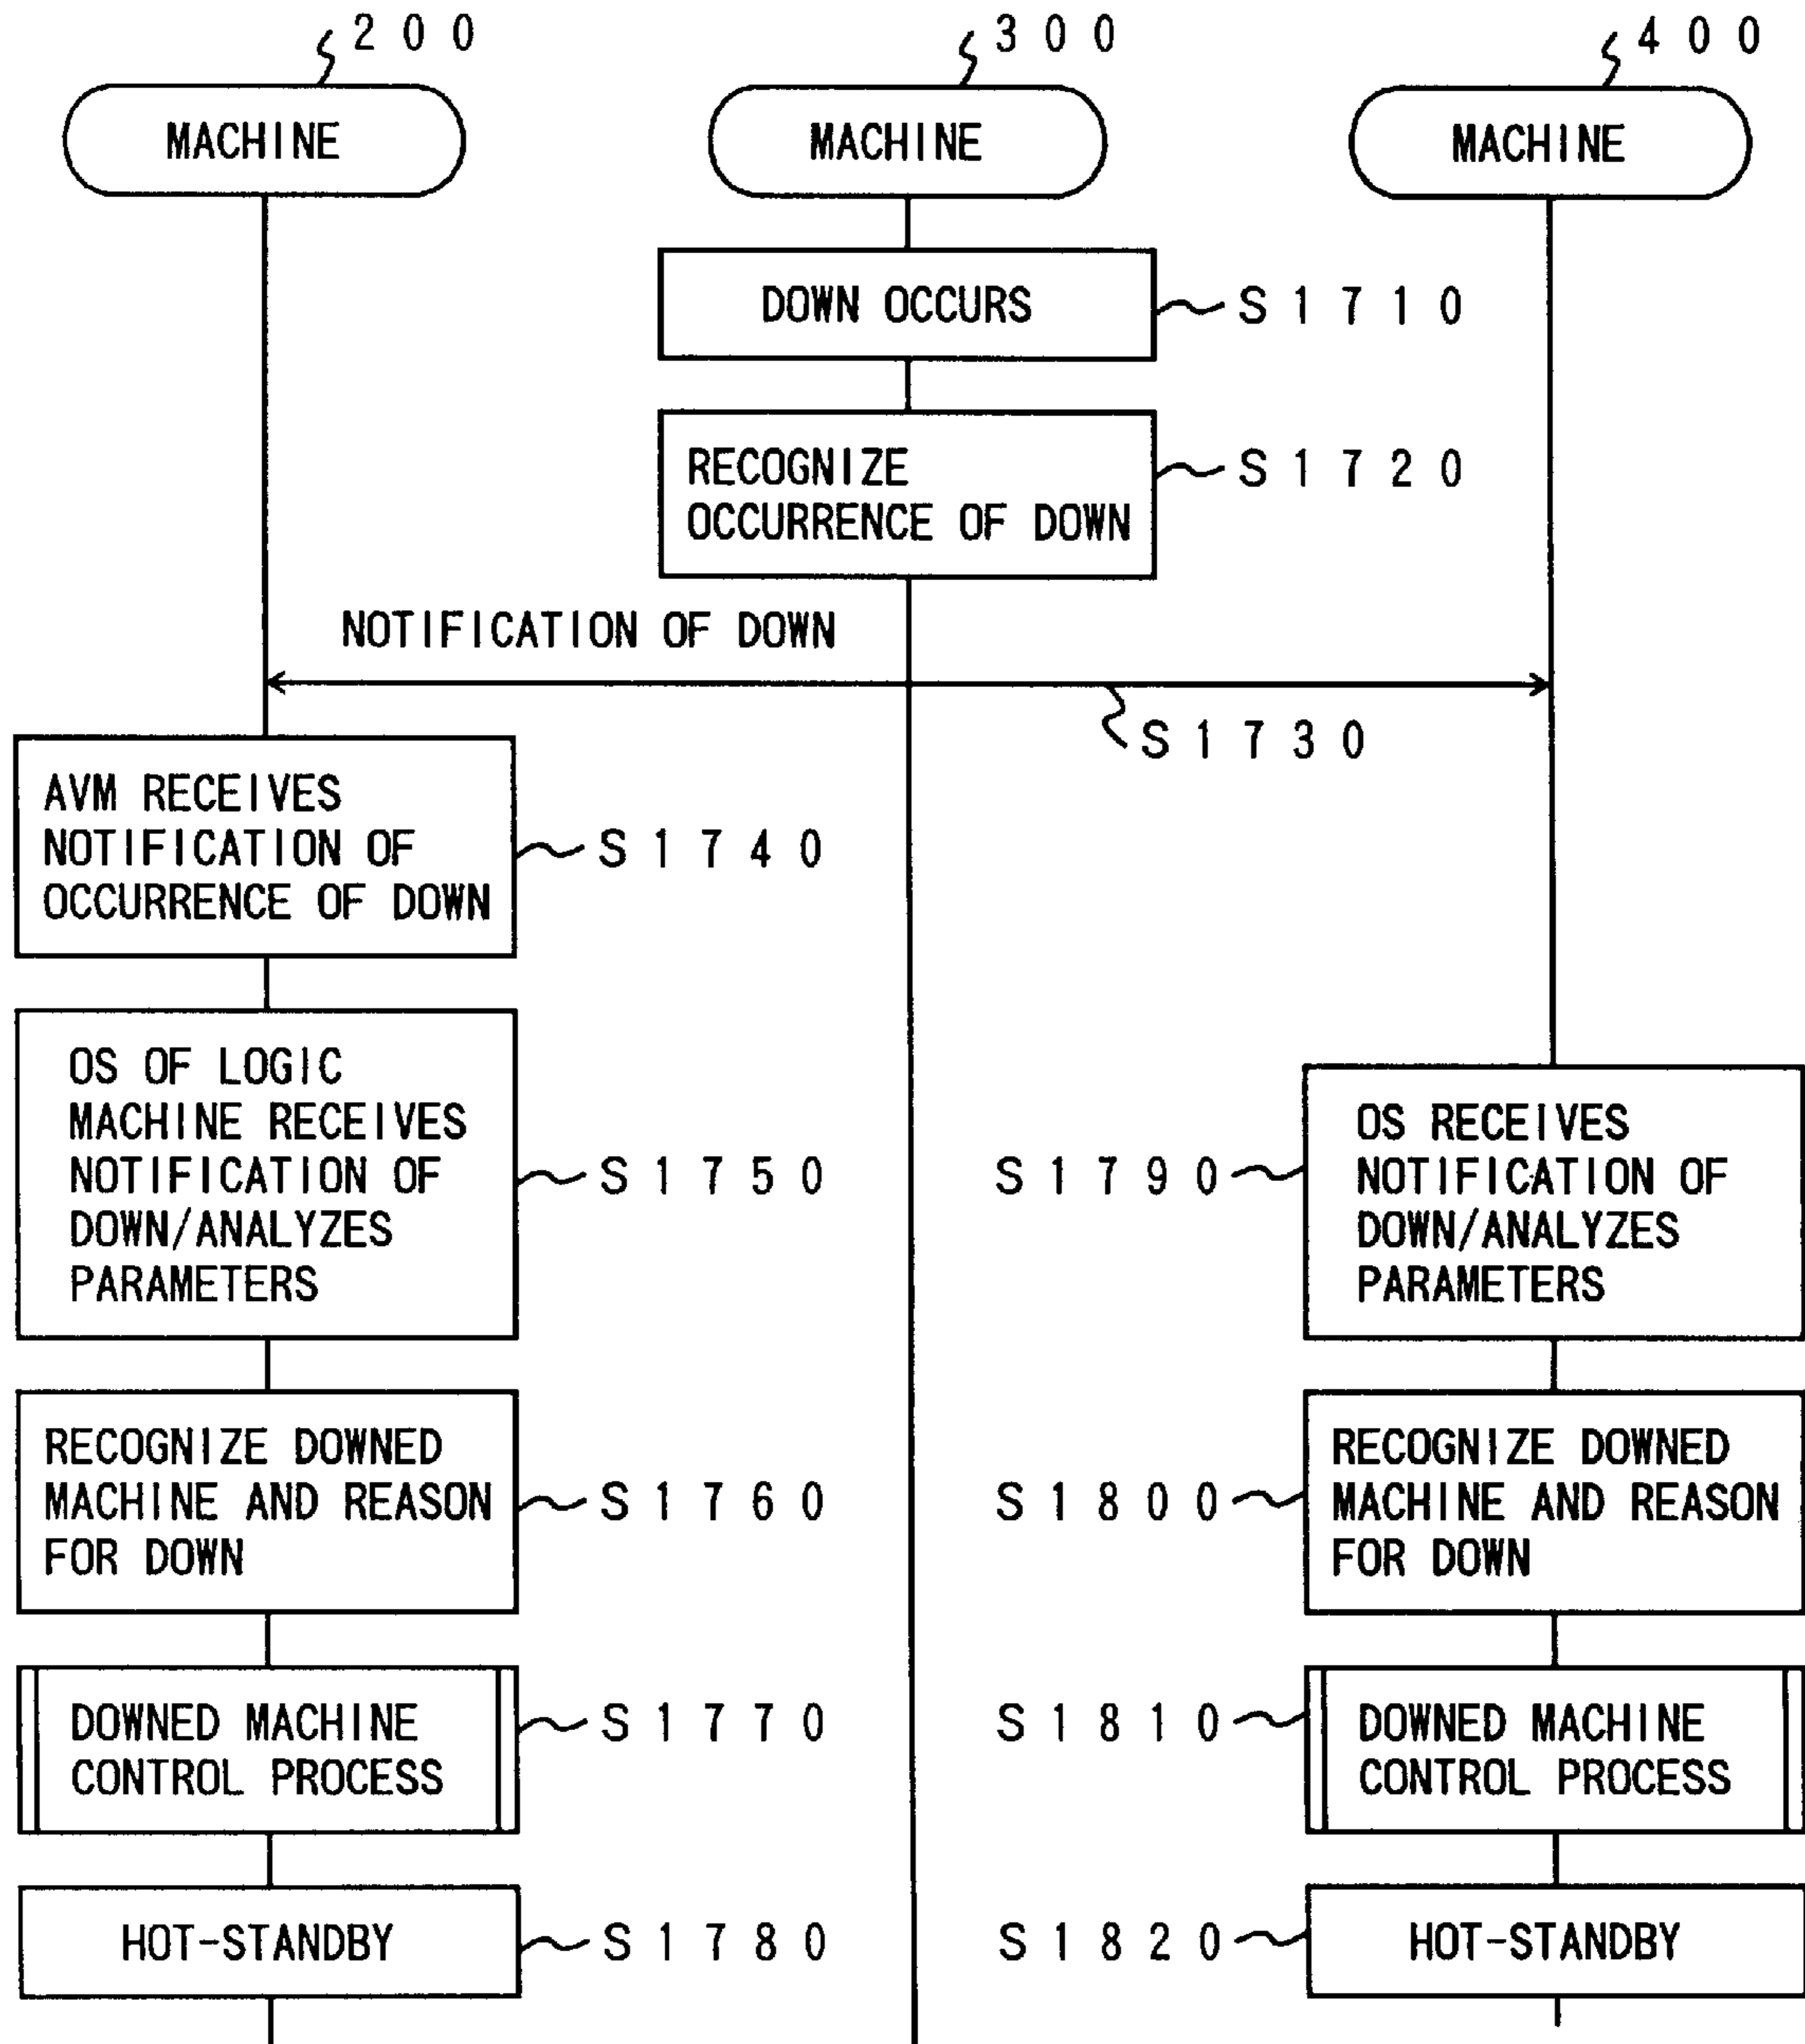 200
300
400
MACHINE
MACHINE
MACHINE
DOWN OCCURS
S1710
RECOGNIZE
OCCURRENCE OF DOWN
S1720
NOTIFICATION OF DOWN
S1730
AVM RECEIVES
NOTIFICATION OF
OCCURRENCE OF DOWN
S1740
OS OF LOGIC
MACHINE RECEIVES
NOTIFICATION OF
DOWN/ANALYZES
PARAMETERS
S1750
S1790
OS RECEIVES
NOTIFICATION OF
DOWN/ANALYZES
PARAMETERS
RECOGNIZE DOWNED
MACHINE AND REASON
FOR DOWN
S1760
S1800
RECOGNIZE DOWNED
MACHINE AND REASON
FOR DOWN
DOWNED MACHINE
CONTROL PROCESS
S1770
S1810
DOWNED MACHINE
CONTROL PROCESS
HOT-STANDBY
S1780
S1820
HOT-STANDBY